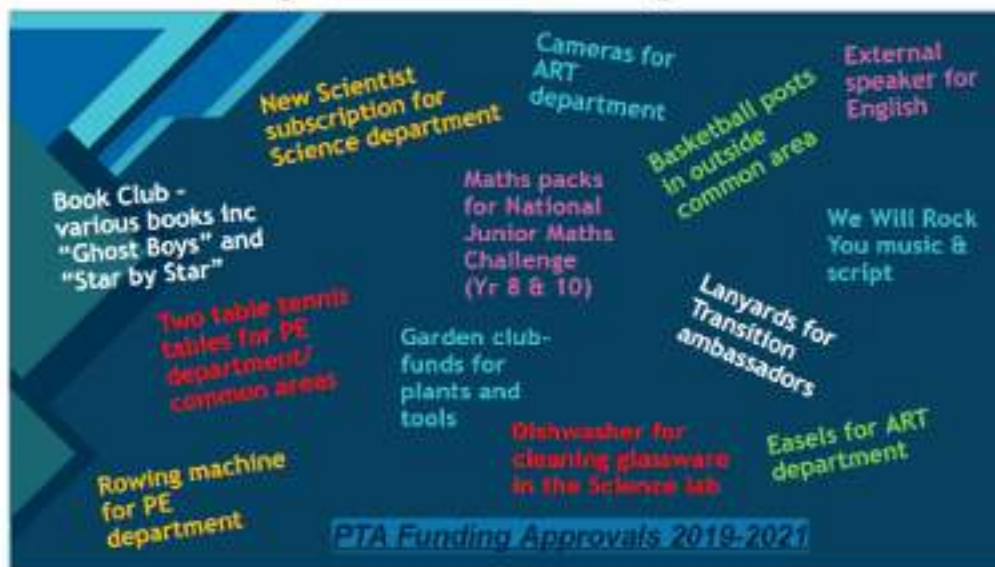 New Scientist
subscription for
Science department
Cameras for
ART
department
External
speaker for
English
Basketball posts
in outside
common area
Book Club -
various books inc
"Ghost Boys" and
"Star by Star"
Maths packs
for National
Junior Maths
Challenge
(Yr 8 & 10)
We Will Rock
You music &
script
Two table tennis
tables for PE
department/
common areas
Garden club-
funds for
plants and
tools
Lanyards for
Transition
ambassadors
Rowing machine
for PE
department
Dishwasher for
cleaning glassware
in the Science lab
Easels for ART
department
PTA Funding Approvals 2019-2021